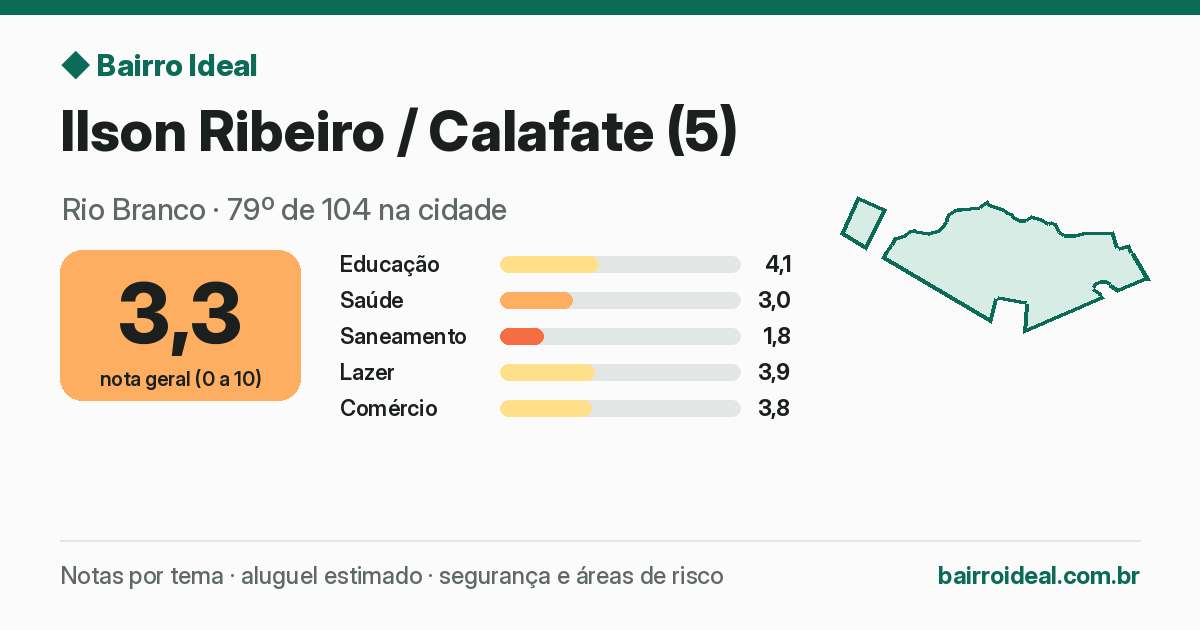 Bairro Ideal
Ilson Ribeiro / Calafate (5)
Rio Branco · 79º de 104 na cidade
3,3
nota geral (0 a 10)
Educação 4,1
Saúde 3,0
Saneamento 1,8
Lazer 3,9
Comércio 3,8
Notas por tema · aluguel estimado · segurança e áreas de risco
bairroideal.com.br